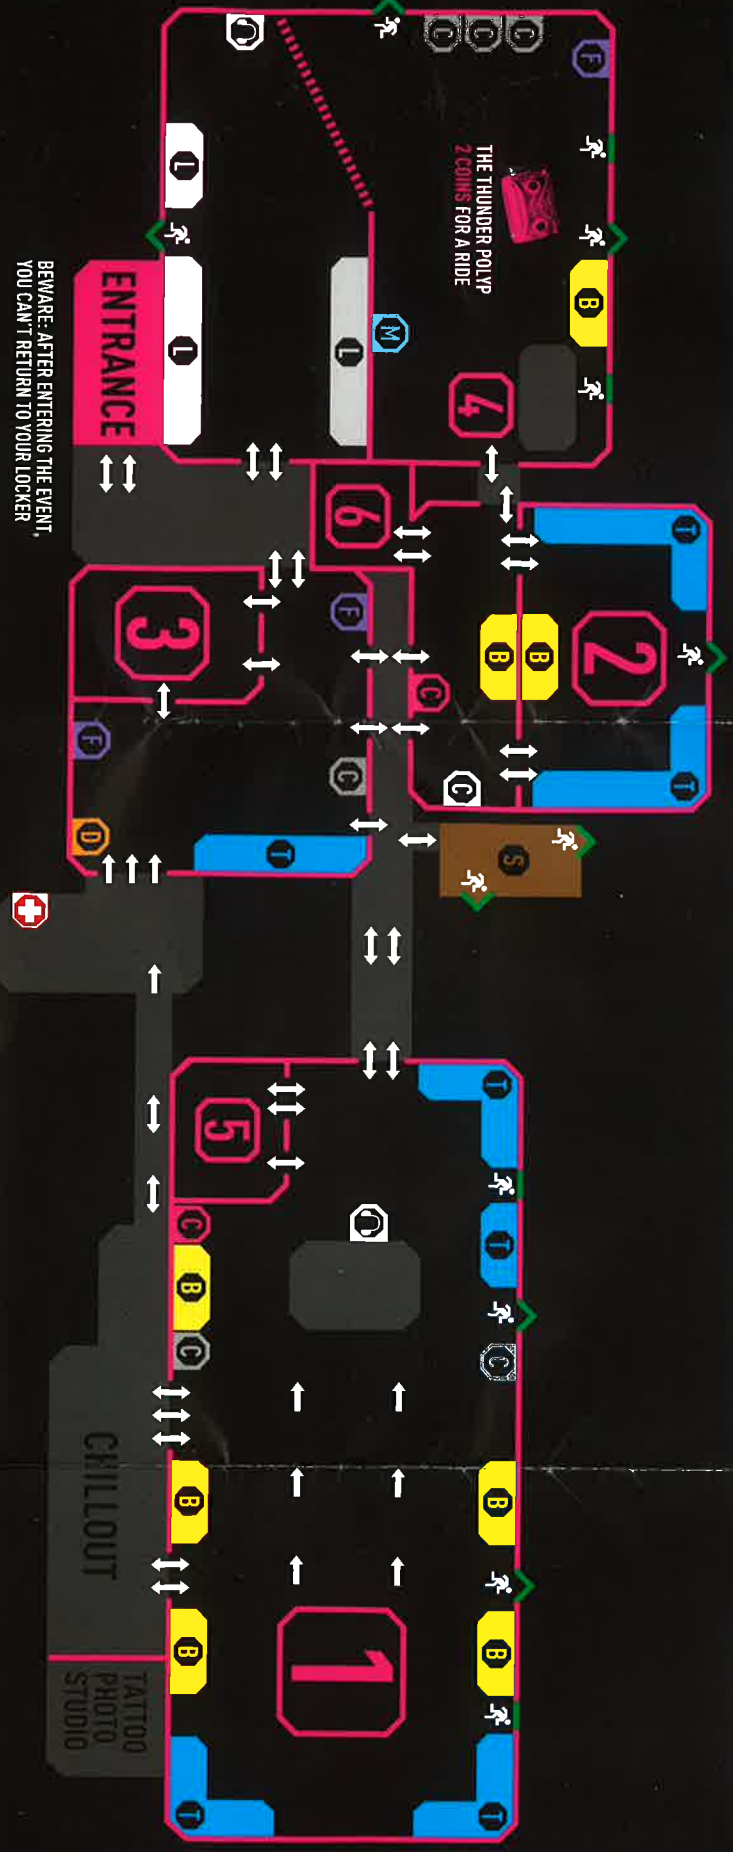 F
C
C
C
THE THUNDER POLYP
2 COINS FOR A RIDE
B
L
M
4
L
L
ENTRANCE
BEWARE: AFTER ENTERING THE EVENT,
YOU CAN'T RETURN TO YOUR LOCKER
6
T
2
B
B
C
T
C
F
3
F
C
D
T
S
T
5
T
C
B
C
C
B
B
CHILLOUT
1
B
B
TATTOO
PHOTO
STUDIO
T
T